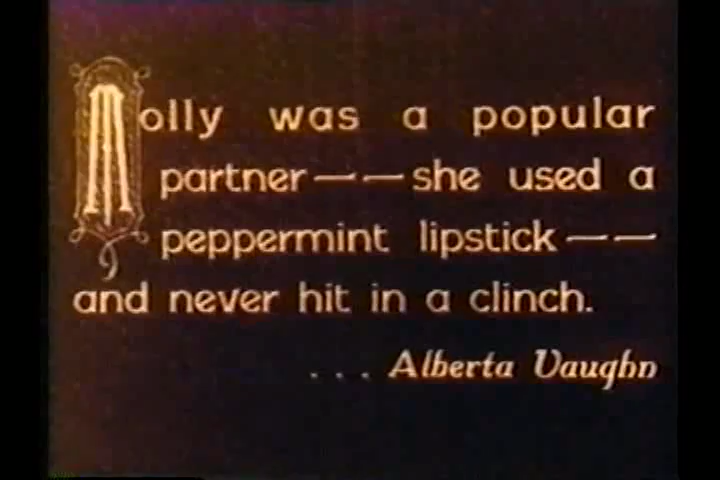 Molly was a popular
partner——she used a
peppermint lipstick——
and never hit in a clinch.
. . . Alberta Vaughn